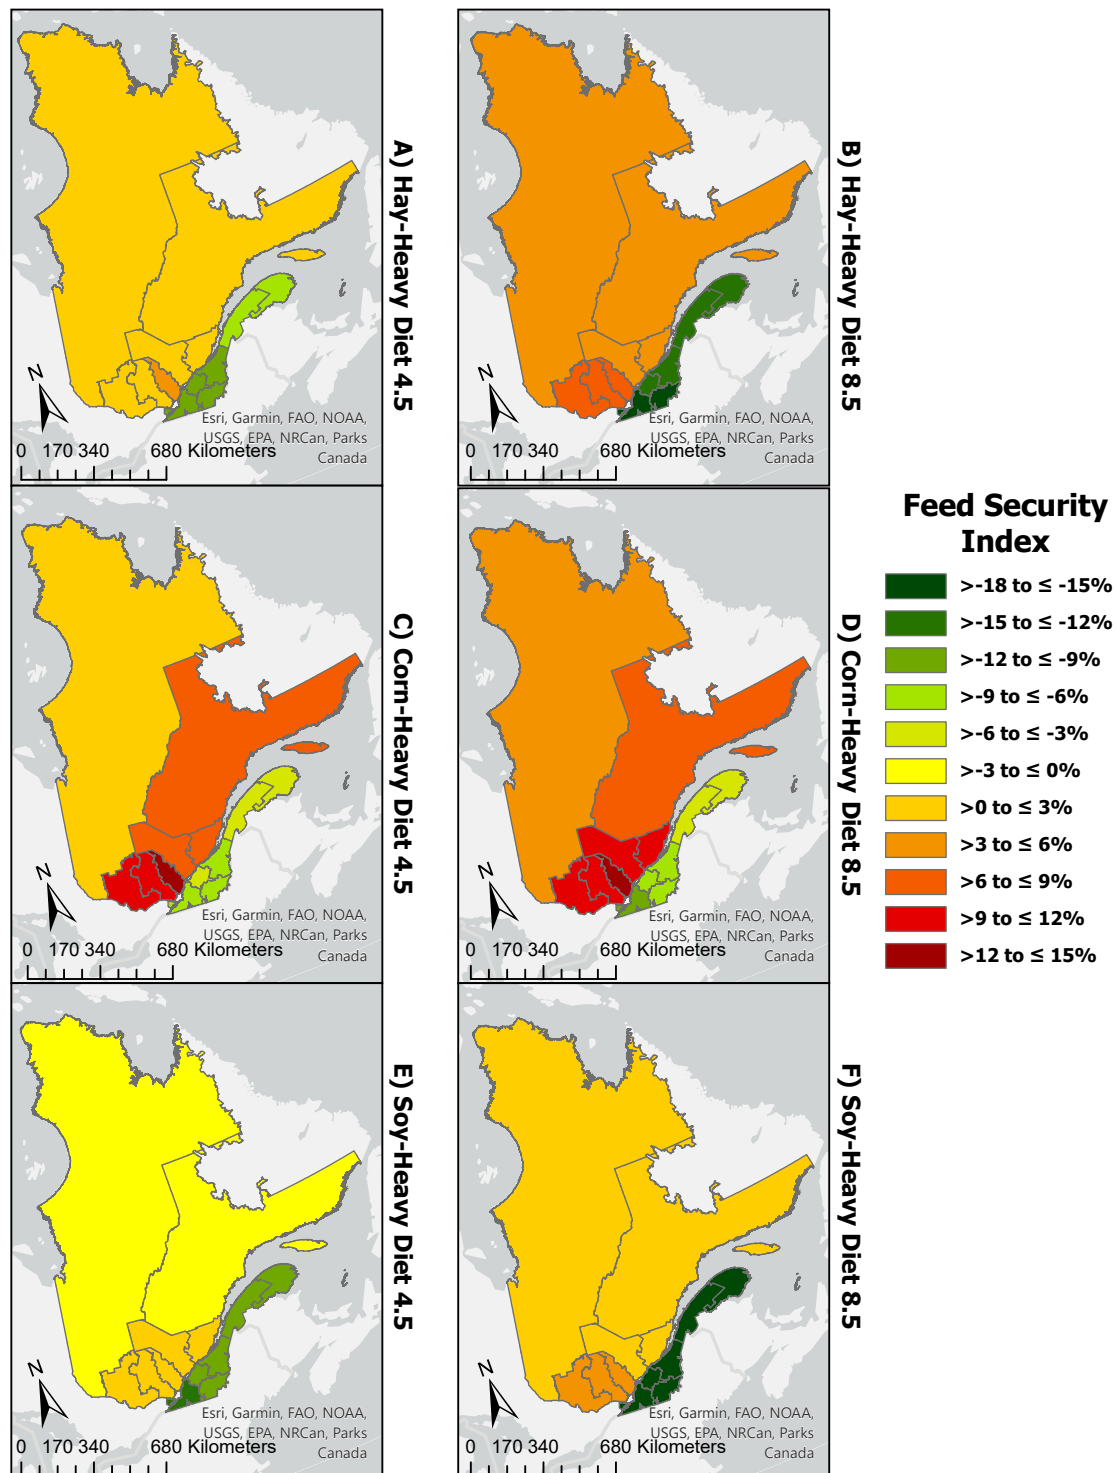 A) Hay-Heavy Diet 4.5
N
0 170 340 680 Kilometers
Esri, Garmin, FAO, NOAA,
USGS, EPA, NRCan, Parks
Canada
B) Hay-Heavy Diet 8.5
N
0 170 340 680 Kilometers
Esri, Garmin, FAO, NOAA,
USGS, EPA, NRCan, Parks
Canada
C) Corn-Heavy Diet 4.5
N
0 170 340 680 Kilometers
Esri, Garmin, FAO, NOAA,
USGS, EPA, NRCan, Parks
Canada
D) Corn-Heavy Diet 8.5
N
0 170 340 680 Kilometers
Esri, Garmin, FAO, NOAA,
USGS, EPA, NRCan, Parks
Canada
E) Soy-Heavy Diet 4.5
N
0 170 340 680 Kilometers
Esri, Garmin, FAO, NOAA,
USGS, EPA, NRCan, Parks
Canada
F) Soy-Heavy Diet 8.5
N
0 170 340 680 Kilometers
Esri, Garmin, FAO, NOAA,
USGS, EPA, NRCan, Parks
Canada
Feed Security
Index
>-18 to ≤ -15%
>-15 to ≤ -12%
>-12 to ≤ -9%
>-9 to ≤ -6%
>-6 to ≤ -3%
>-3 to ≤ 0%
>0 to ≤ 3%
>3 to ≤ 6%
>6 to ≤ 9%
>9 to ≤ 12%
>12 to ≤ 15%